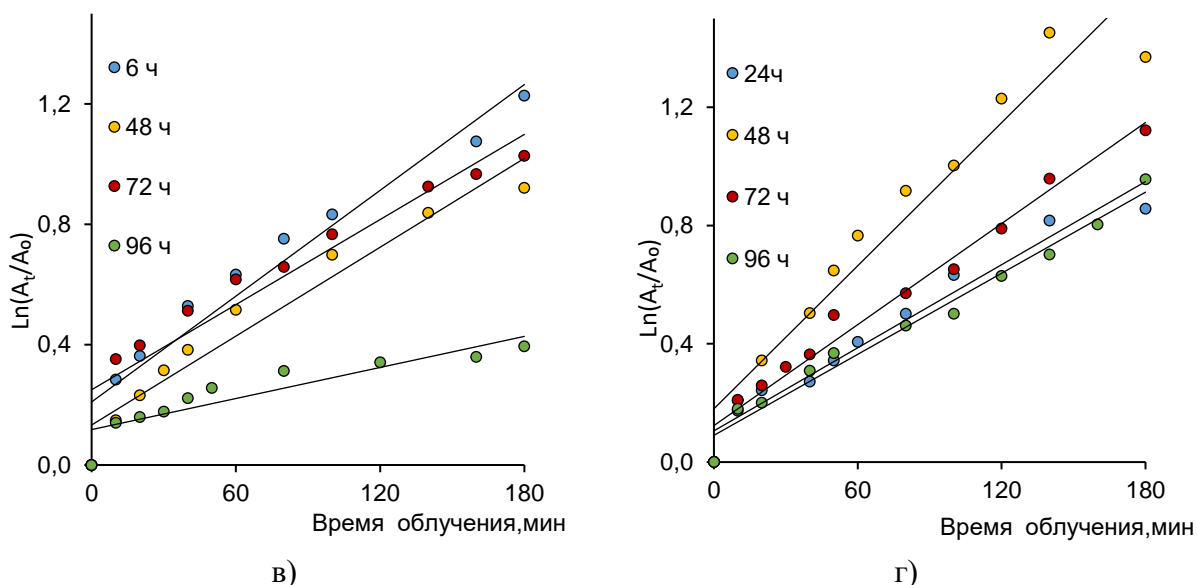 1,2
0,8
0,4
0,0
Ln(Aₜ/A₀)
6 ч
48 ч
72 ч
96 ч
0
60
120
180
Время облучения,мин
в)
1,2
0,8
0,4
0,0
Ln(Aₜ/A₀)
24ч
48 ч
72 ч
96 ч
0
60
120
180
Время облучения,мин
г)